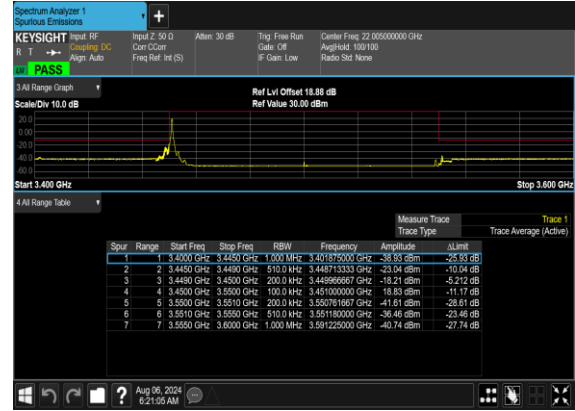 Spectrum Analyzer 1
Spurious Emissions
KEYSIGHT Input: RF Input Z: 50 Ω Atten: 30 dB Trig: Free Run Center Freq: 22.005000000 GHz
R T Coupling: DC Corr CCorr Gate: Off Avg|Hold: 100/100
Align: Auto Freq Ref: Int (S) IF Gain: Low Radio Std: None
PASS
3 All Range Graph
Ref Lvl Offset 18.88 dB
Scale/Div 10.0 dB Ref Value 30.00 dBm
20.0
0.00
-20.0
-40.0
-60.0
Start 3.400 GHz Stop 3.600 GHz
4 All Range Table
Measure Trace Trace 1
Trace Type Trace Average (Active)
Spur Range Start Freq Stop Freq RBW Frequency Amplitude ΔLimit
1 1 3.4000 GHz 3.4450 GHz 1.000 MHz 3.401875000 GHz -38.93 dBm -25.93 dB
2 2 3.4450 GHz 3.4490 GHz 510.0 kHz 3.448713333 GHz -23.04 dBm -10.04 dB
3 3 3.4490 GHz 3.4500 GHz 200.0 kHz 3.449966667 GHz -18.21 dBm -5.212 dB
4 4 3.4500 GHz 3.5500 GHz 100.0 kHz 3.451000000 GHz 18.83 dBm -11.17 dB
5 5 3.5500 GHz 3.5510 GHz 200.0 kHz 3.550761667 GHz -41.61 dBm -28.61 dB
6 6 3.5510 GHz 3.5550 GHz 510.0 kHz 3.551180000 GHz -36.46 dBm -23.46 dB
7 7 3.5550 GHz 3.6000 GHz 1.000 MHz 3.591225000 GHz -40.74 dBm -27.74 dB
? Aug 06, 2024
6:21:05 AM